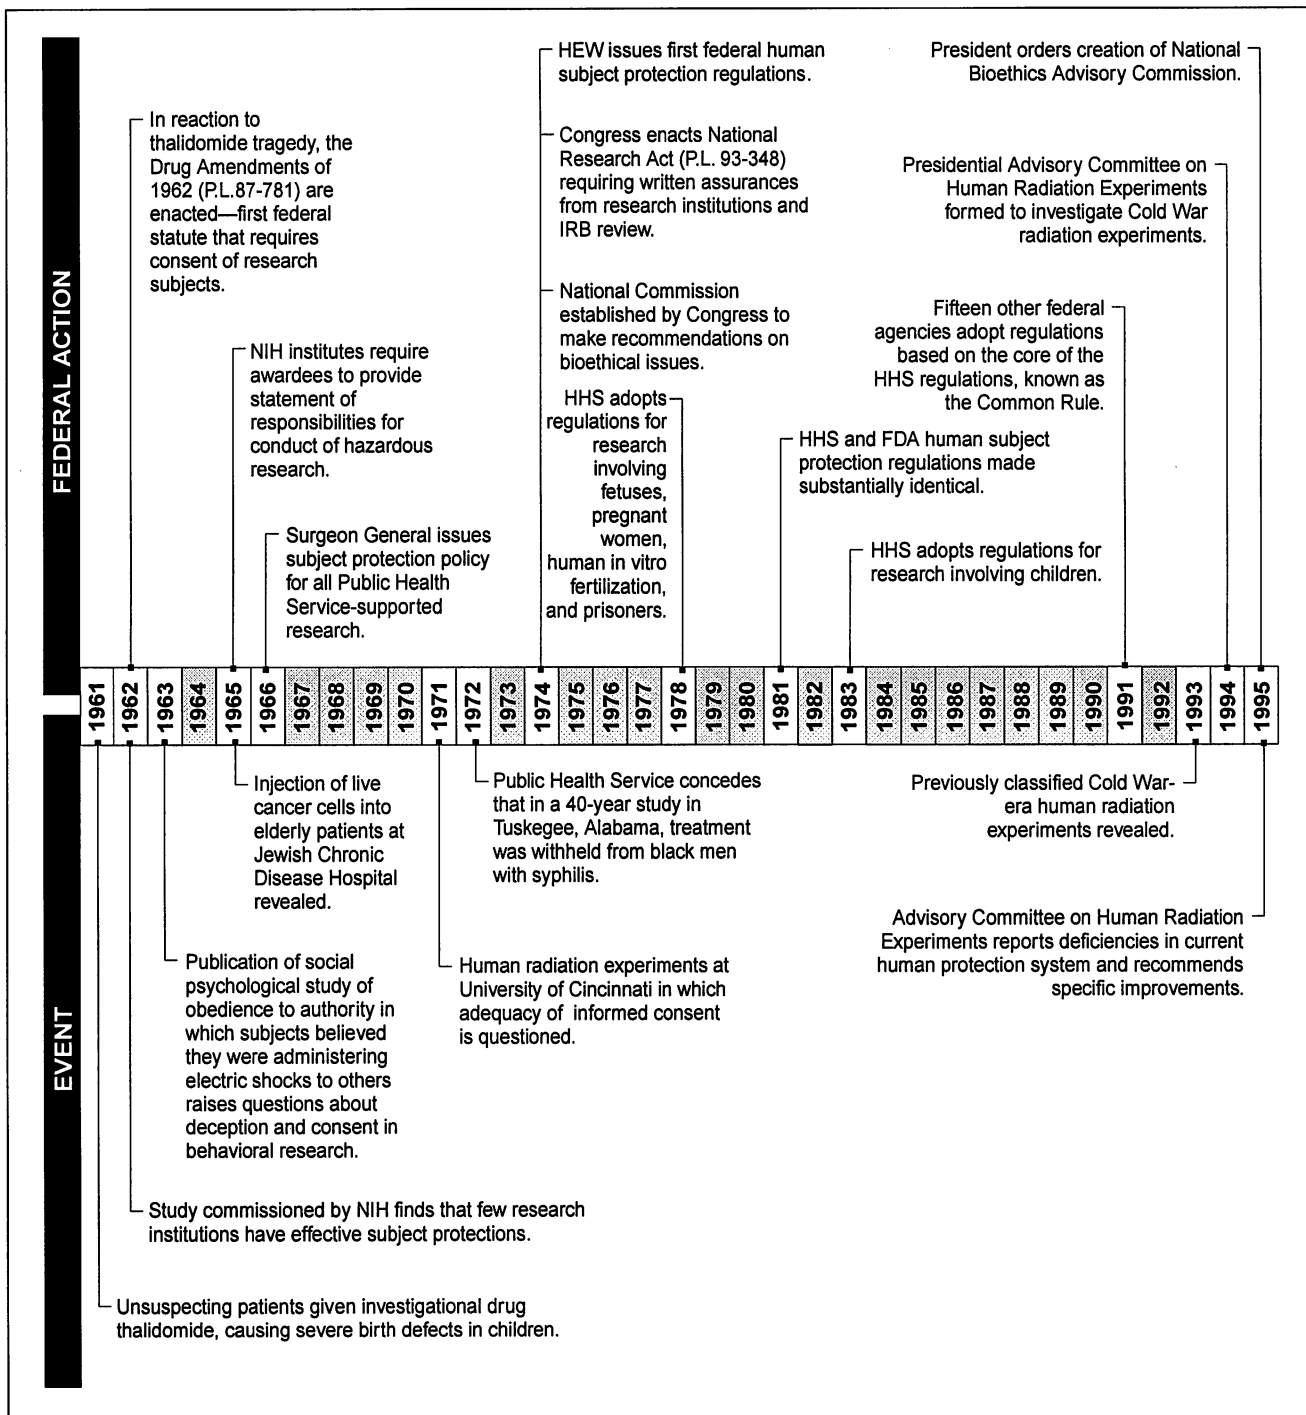 FEDERAL ACTION
In reaction to
thalidomide tragedy, the
Drug Amendments of
1962 (P.L.87-781) are
enacted—first federal
statute that requires
consent of research
subjects.
NIH institutes require
awardees to provide
statement of
responsibilities for
conduct of hazardous
research.
Surgeon General issues
subject protection policy
for all Public Health
Service-supported
research.
HEW issues first federal human
subject protection regulations.
Congress enacts National
Research Act (P.L. 93-348)
requiring written assurances
from research institutions and
IRB review.
National Commission
established by Congress to
make recommendations on
bioethical issues.
HHS adopts
regulations for
research
involving
fetuses,
pregnant
women,
human in vitro
fertilization,
and prisoners.
HHS and FDA human subject
protection regulations made
substantially identical.
HHS adopts regulations for
research involving children.
Fifteen other federal
agencies adopt regulations
based on the core of the
HHS regulations, known as
the Common Rule.
Presidential Advisory Committee on
Human Radiation Experiments
formed to investigate Cold War
radiation experiments.
President orders creation of National
Bioethics Advisory Commission.
1961
1962
1963
1964
1965
1966
1967
1968
1969
1970
1971
1972
1973
1974
1975
1976
1977
1978
1979
1980
1981
1982
1983
1984
1985
1986
1987
1988
1989
1990
1991
1992
1993
1994
1995
EVENT
Unsuspecting patients given investigational drug
thalidomide, causing severe birth defects in children.
Study commissioned by NIH finds that few research
institutions have effective subject protections.
Publication of social
psychological study of
obedience to authority in
which subjects believed
they were administering
electric shocks to others
raises questions about
deception and consent in
behavioral research.
Injection of live
cancer cells into
elderly patients at
Jewish Chronic
Disease Hospital
revealed.
Human radiation experiments at
University of Cincinnati in which
adequacy of informed consent
is questioned.
Public Health Service concedes
that in a 40-year study in
Tuskegee, Alabama, treatment
was withheld from black men
with syphilis.
Previously classified Cold War-
era human radiation
experiments revealed.
Advisory Committee on Human Radiation
Experiments reports deficiencies in current
human protection system and recommends
specific improvements.